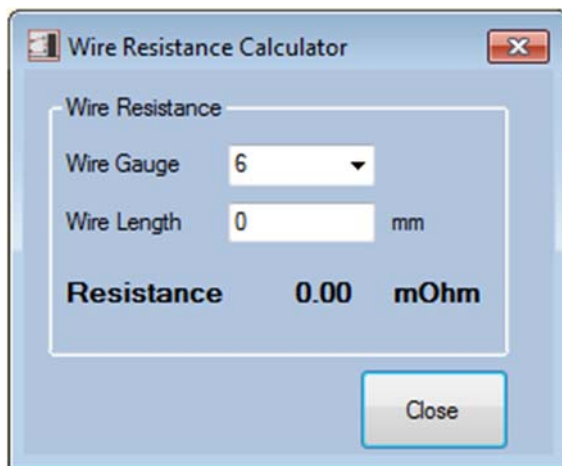 Wire Resistance Calculator
Wire Resistance
Wire Gauge 6
Wire Length 0 mm
Resistance 0.00 mOhm
Close